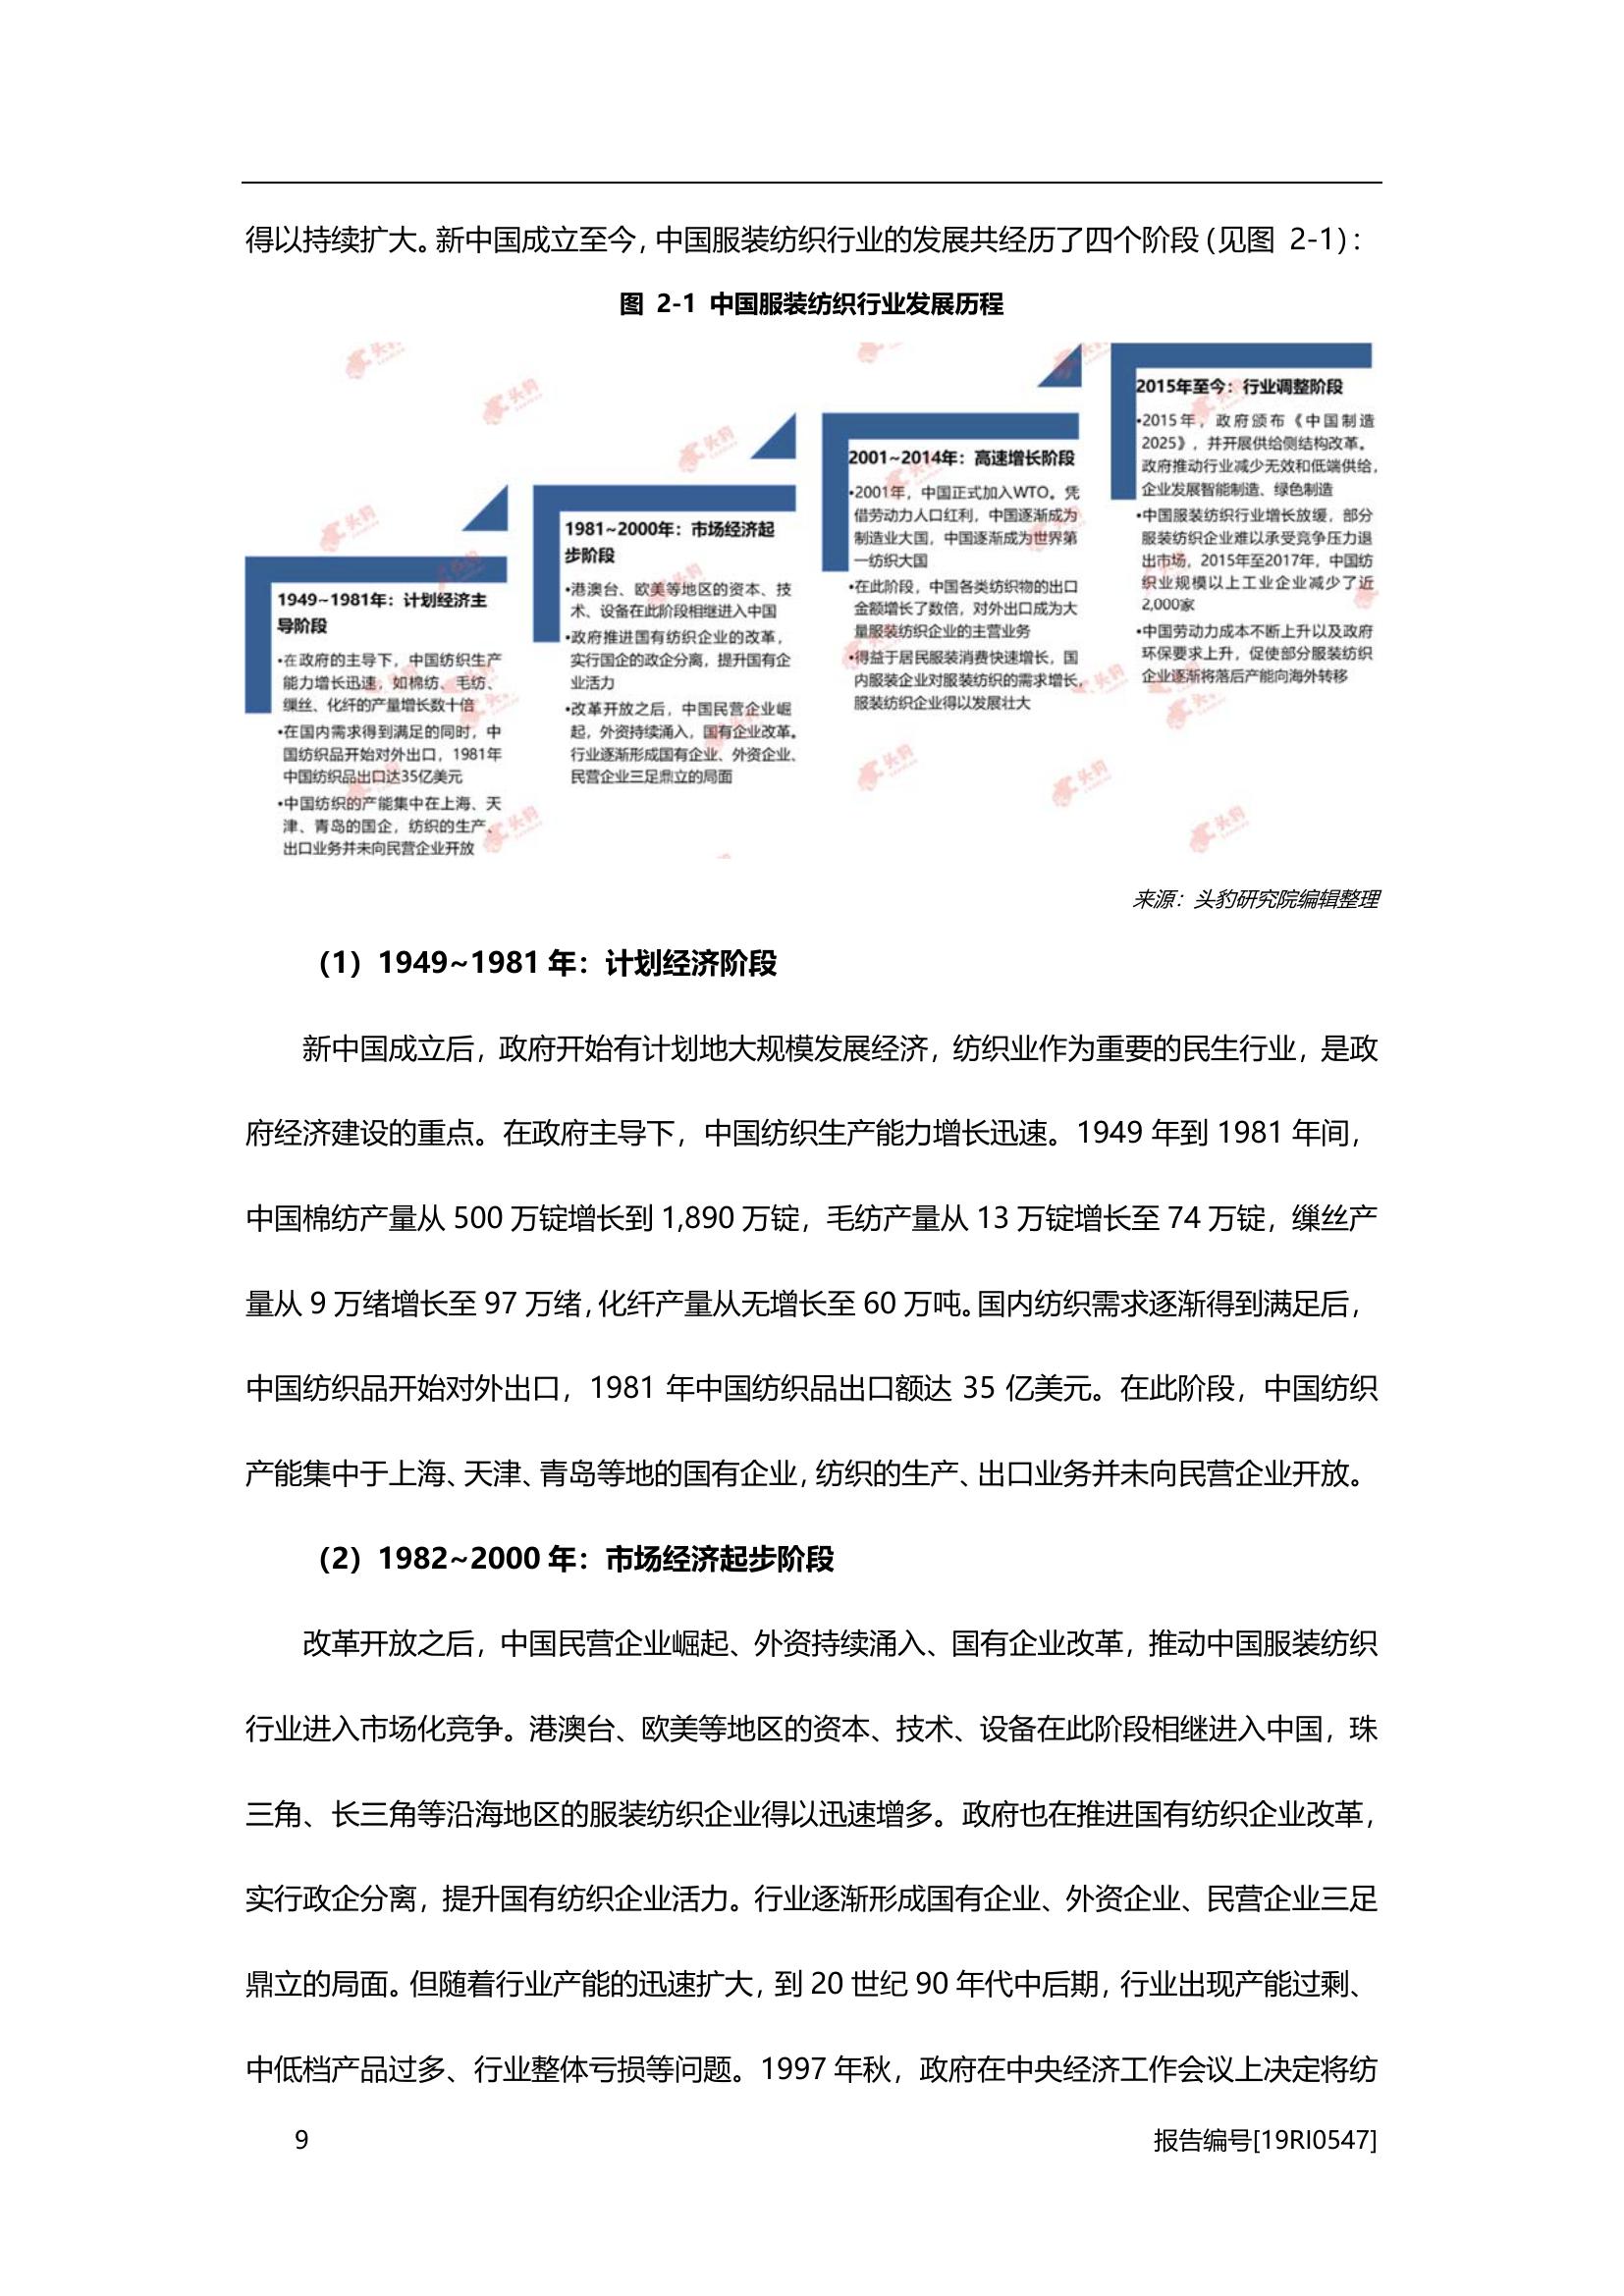 得以持续扩大。新中国成立至今，中国服装纺织行业的发展共经历了四个阶段（见图 2-1）：
图 2-1 中国服装纺织行业发展历程
1949~1981年：计划经济主
导阶段
•在政府的主导下，中国纺织生产
能力增长迅速，如棉纺、毛纺、
缫丝、化纤的产量增长数十倍
•在国内需求得到满足的同时，中
国纺织品开始对外出口，1981年
中国纺织品出口达35亿美元
•中国纺织的产能集中在上海、天
津、青岛的国企，纺织的生产、
出口业务并未向民营企业开放
1981~2000年：市场经济起
步阶段
•港澳台、欧美等地区的资本、技
术、设备在此阶段相继进入中国
•政府推进国有纺织企业的改革，
实行国企的政企分离，提升国有企
业活力
•改革开放之后，中国民营企业崛
起，外资持续涌入，国有企业改革。
行业逐渐形成国有企业、外资企业、
民营企业三足鼎立的局面
2001~2014年：高速增长阶段
•2001年，中国正式加入WTO。凭
借劳动力人口红利，中国逐渐成为
制造业大国，中国逐渐成为世界第
一纺织大国
•在此阶段，中国各类纺织物的出口
金额增长了数倍，对外出口成为大
量服装纺织企业的主营业务
•得益于居民服装消费快速增长，国
内服装企业对服装纺织的需求增长，
服装纺织企业得以发展壮大
2015年至今：行业调整阶段
•2015年，政府颁布《中国制造
2025》，并开展供给侧结构改革。
政府推动行业减少无效和低端供给，
企业发展智能制造、绿色制造
•中国服装纺织行业增长放缓，部分
服装纺织企业难以承受竞争压力退
出市场，2015年至2017年，中国纺
织业规模以上工业企业减少了近
2,000家
•中国劳动力成本不断上升以及政府
环保要求上升，促使部分服装纺织
企业逐渐将落后产能向海外转移
来源：头豹研究院编辑整理
（1）1949~1981 年：计划经济阶段
新中国成立后，政府开始有计划地大规模发展经济，纺织业作为重要的民生行业，是政
府经济建设的重点。在政府主导下，中国纺织生产能力增长迅速。1949 年到 1981 年间，
中国棉纺产量从 500 万锭增长到 1,890 万锭，毛纺产量从 13 万锭增长至 74 万锭，缫丝产
量从 9 万绪增长至 97 万绪，化纤产量从无增长至 60 万吨。国内纺织需求逐渐得到满足后，
中国纺织品开始对外出口，1981 年中国纺织品出口额达 35 亿美元。在此阶段，中国纺织
产能集中于上海、天津、青岛等地的国有企业，纺织的生产、出口业务并未向民营企业开放。
（2）1982~2000 年：市场经济起步阶段
改革开放之后，中国民营企业崛起、外资持续涌入、国有企业改革，推动中国服装纺织
行业进入市场化竞争。港澳台、欧美等地区的资本、技术、设备在此阶段相继进入中国，珠
三角、长三角等沿海地区的服装纺织企业得以迅速增多。政府也在推进国有纺织企业改革，
实行政企分离，提升国有纺织企业活力。行业逐渐形成国有企业、外资企业、民营企业三足
鼎立的局面。但随着行业产能的迅速扩大，到 20 世纪 90 年代中后期，行业出现产能过剩、
中低档产品过多、行业整体亏损等问题。1997 年秋，政府在中央经济工作会议上决定将纺
9
报告编号[19RI0547]